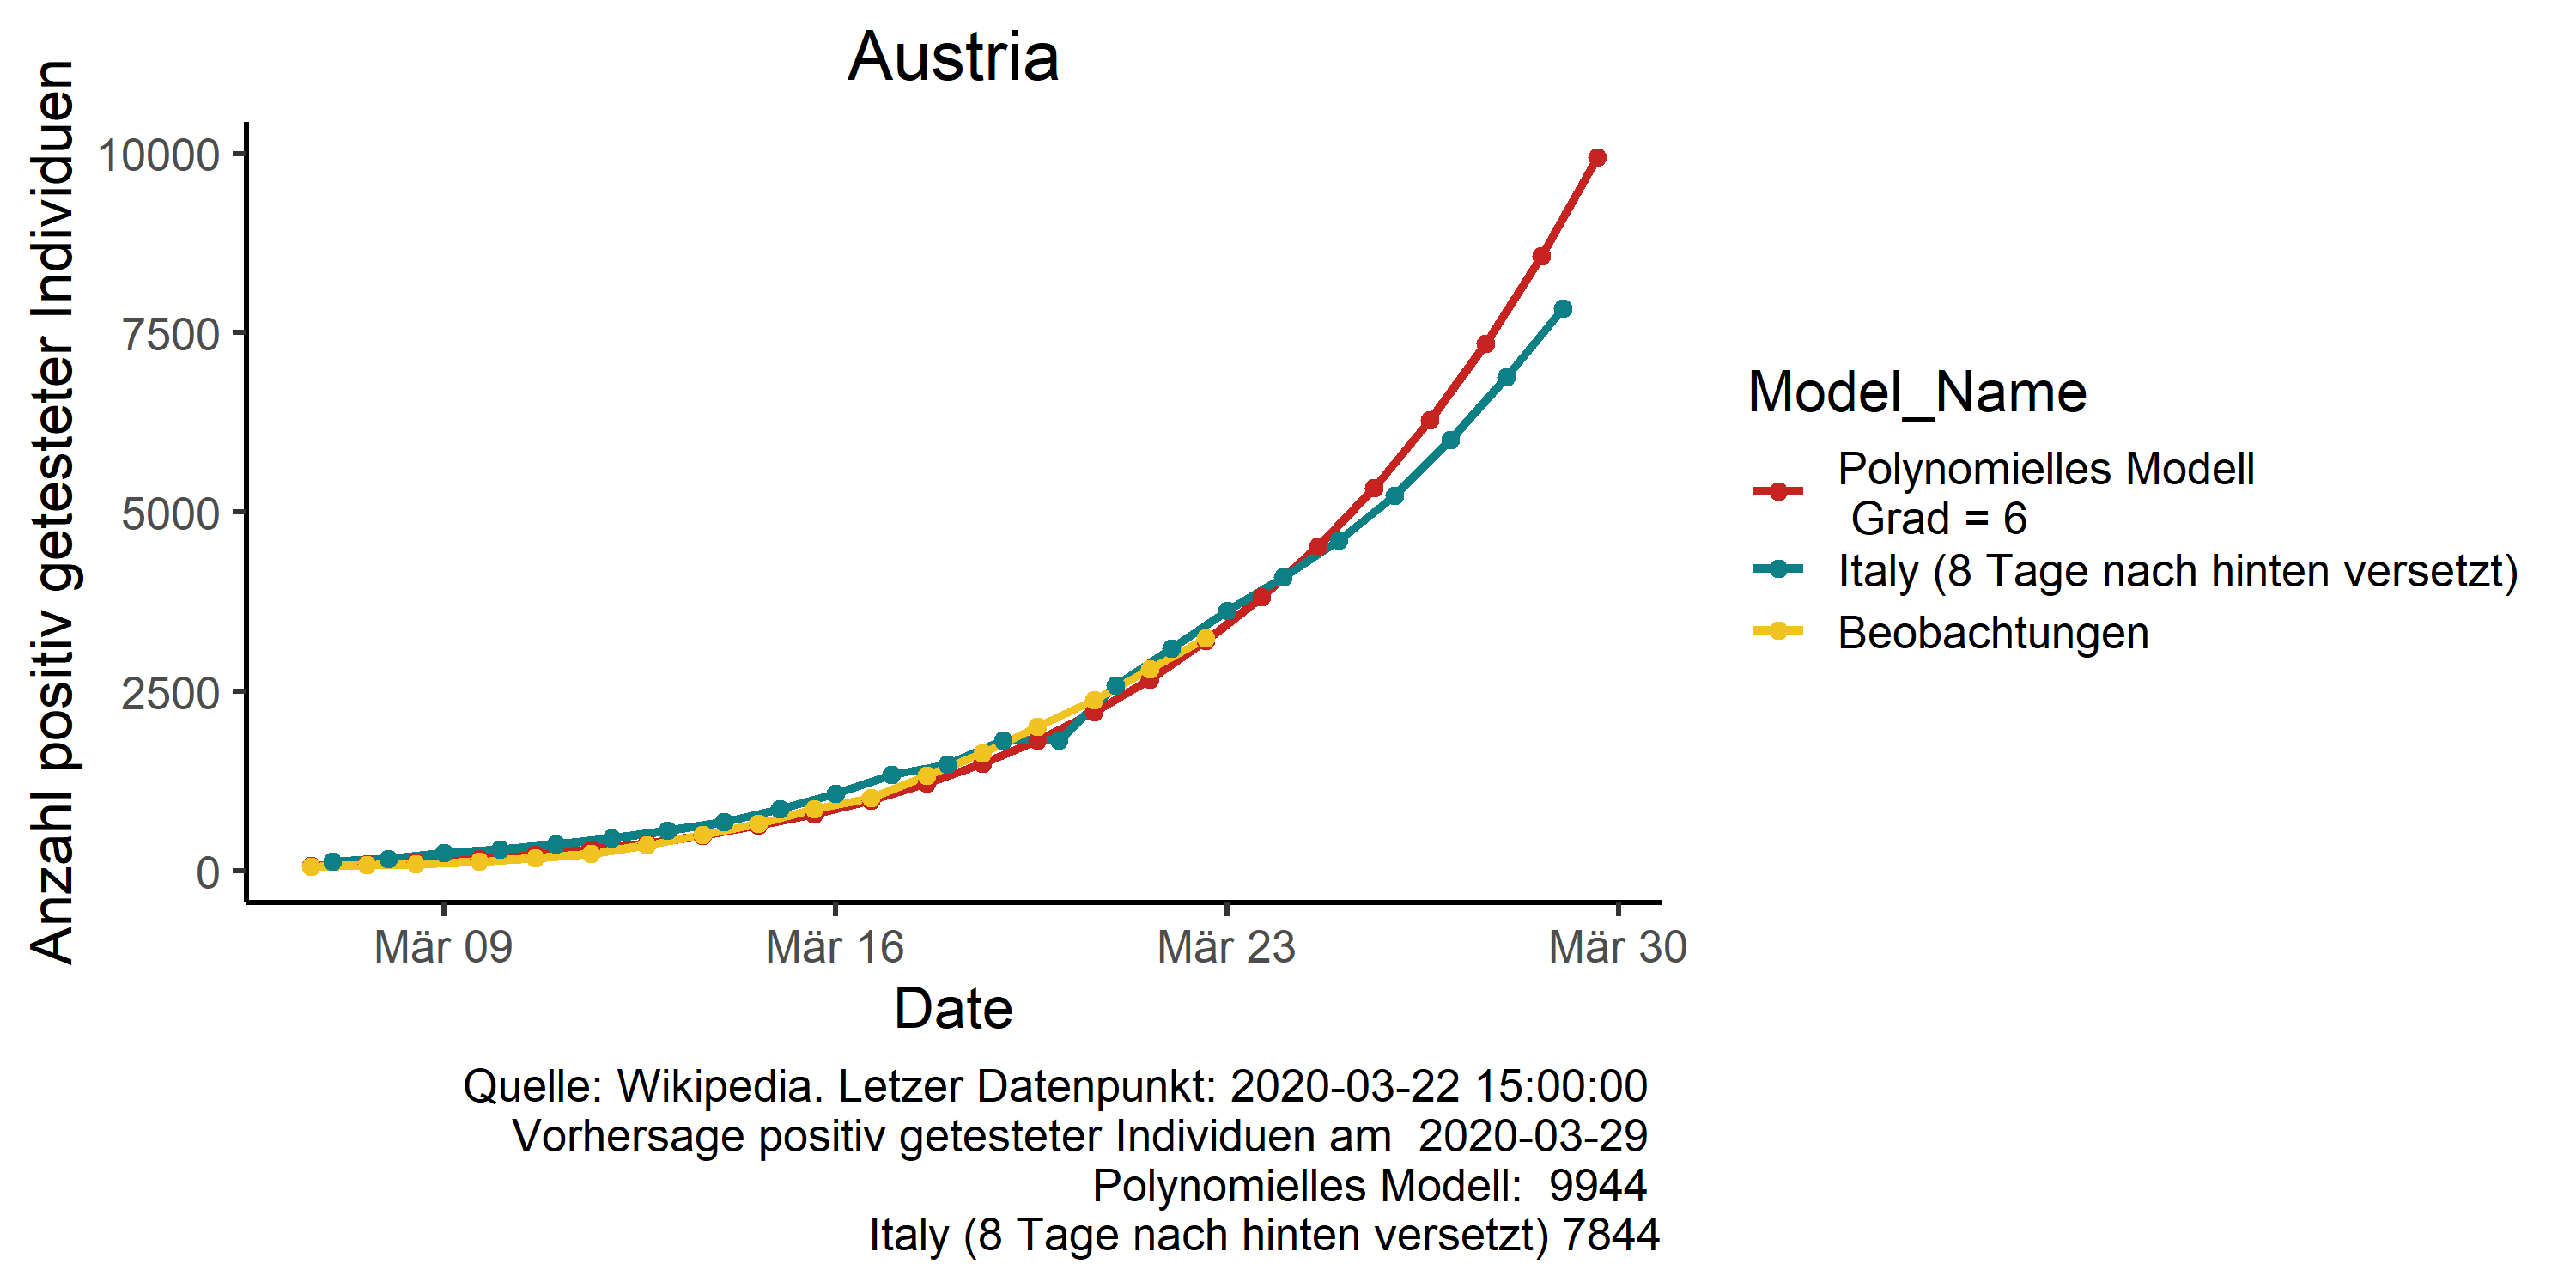 Austria
Anzahl positiv getesteter Individuen
10000
7500
5000
2500
0
Mär 09
Mär 16
Mär 23
Mär 30
Date
Model_Name
Polynomielles Modell
Grad = 6
Italy (8 Tage nach hinten versetzt)
Beobachtungen
Quelle: Wikipedia. Letzer Datenpunkt: 2020-03-22 15:00:00
Vorhersage positiv getesteter Individuen am  2020-03-29
Polynomielles Modell:  9944
Italy (8 Tage nach hinten versetzt) 7844